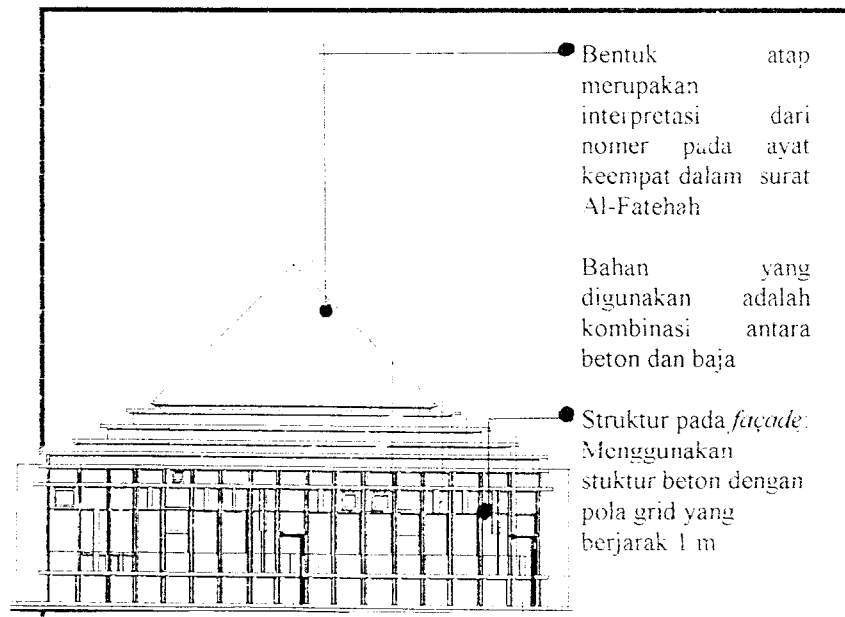 Bentuk atap
merupakan
interpretasi dari
nomer pada ayat
keempat dalam surat
Al-Fatehah
Bahan yang
digunakan adalah
kombinasi antara
beton dan baja
Struktur pada façade:
Menggunakan
stuktur beton dengan
pola grid yang
berjarak 1 m